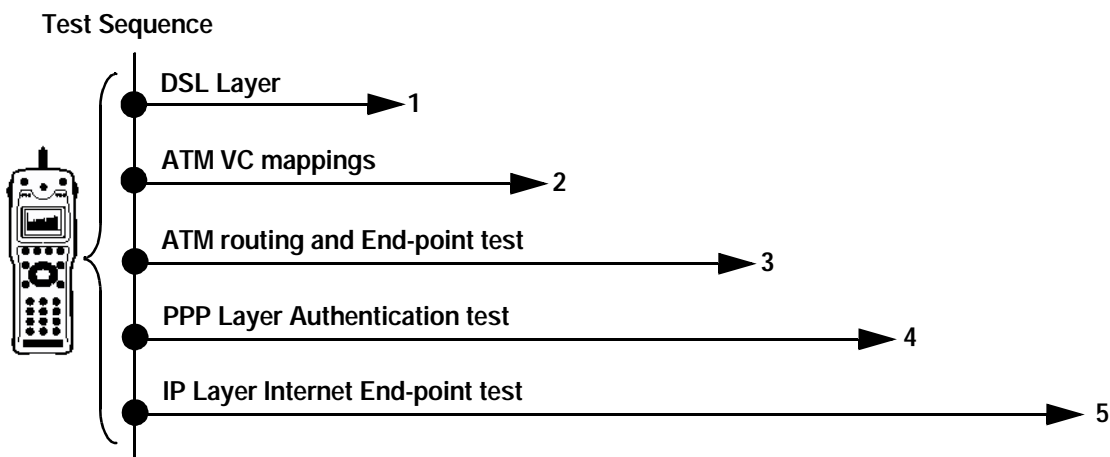 Test Sequence
DSL Layer
1
ATM VC mappings
2
ATM routing and End-point test
3
PPP Layer Authentication test
4
IP Layer Internet End-point test
5